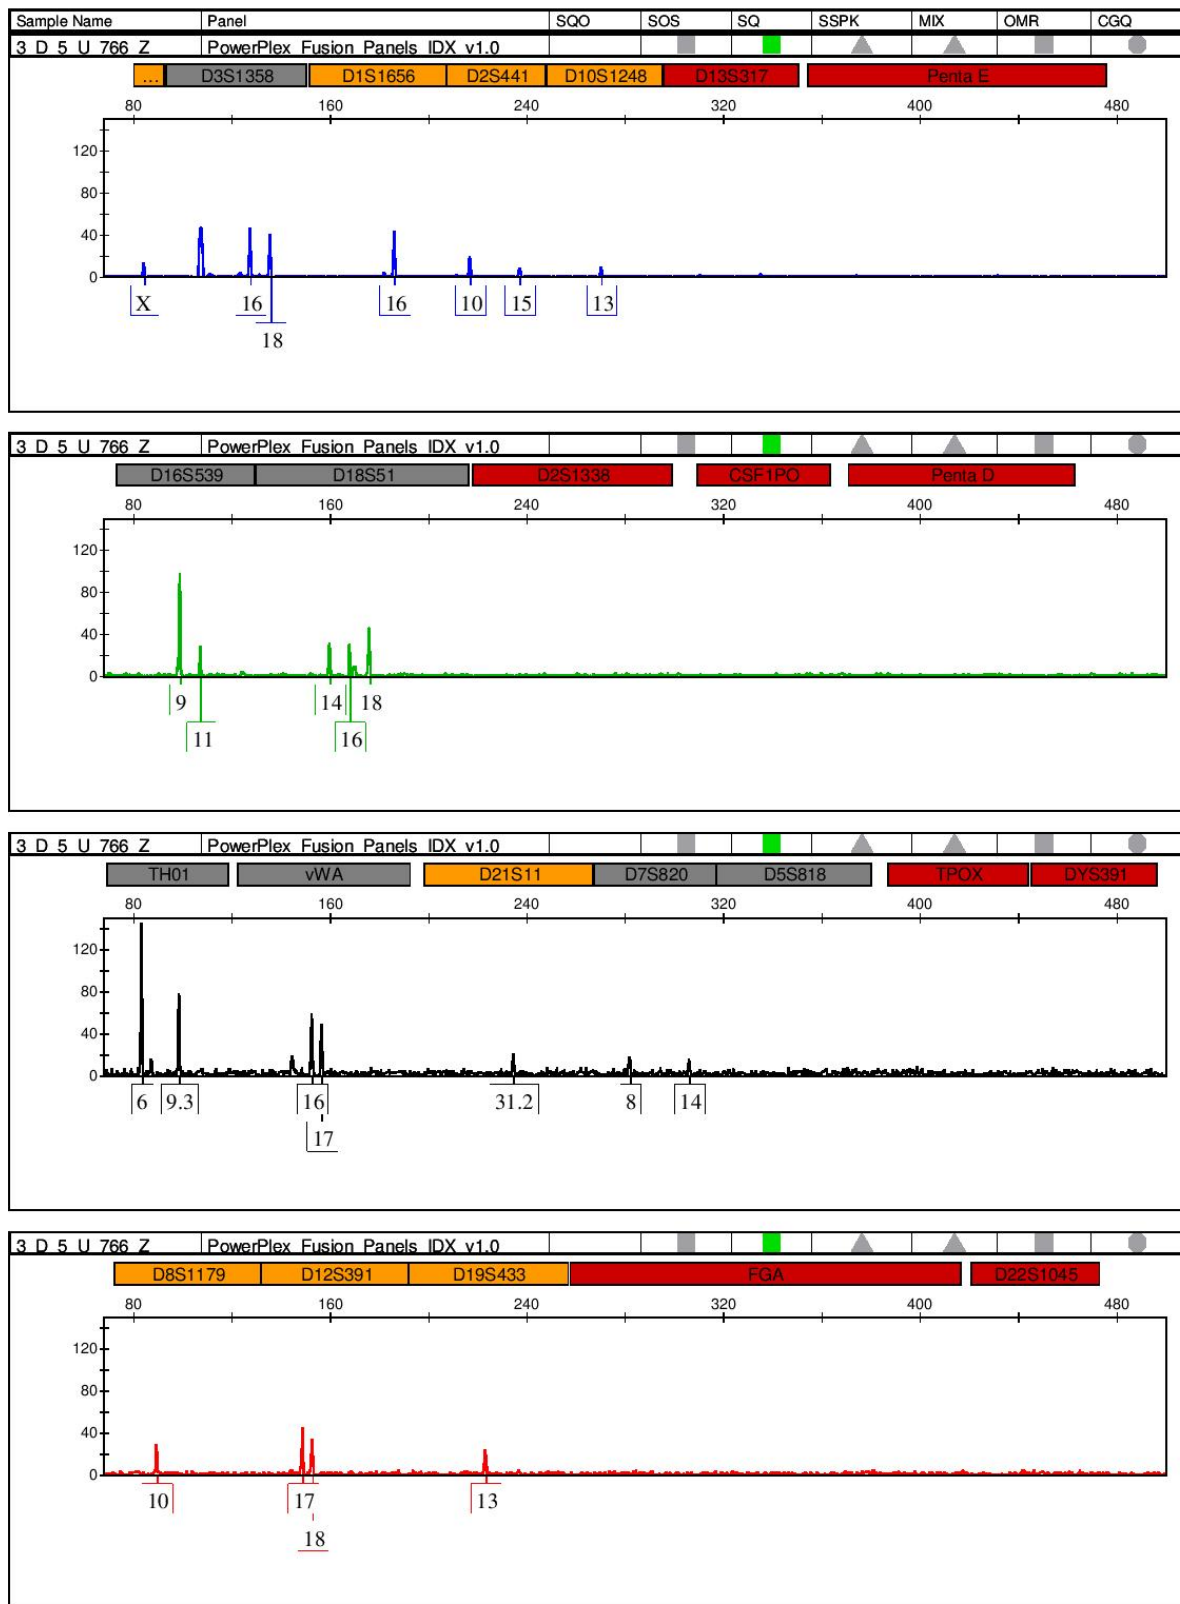 Sample Name Panel SQO SOS SQ SSPK MIX OMR CGQ
3 D 5 U 766 Z PowerPlex Fusion Panels IDX v1.0
... D3S1358 D1S1656 D2S441 D10S1248 D13S317 Penta E
80 160 240 320 400 480
120
80
40
0
X 16 16 10 15 13
18
3 D 5 U 766 Z PowerPlex Fusion Panels IDX v1.0
D16S539 D18S51 D2S1338 CSF1PO Penta D
80 160 240 320 400 480
120
80
40
0
9 14 18
11 16
3 D 5 U 766 Z PowerPlex Fusion Panels IDX v1.0
TH01 vWA D21S11 D7S820 D5S818 TPOX DYS391
80 160 240 320 400 480
120
80
40
0
6 9.3 16 31.2 8 14
17
3 D 5 U 766 Z PowerPlex Fusion Panels IDX v1.0
D8S1179 D12S391 D19S433 FGA D22S1045
80 160 240 320 400 480
120
80
40
0
10 17 13
18